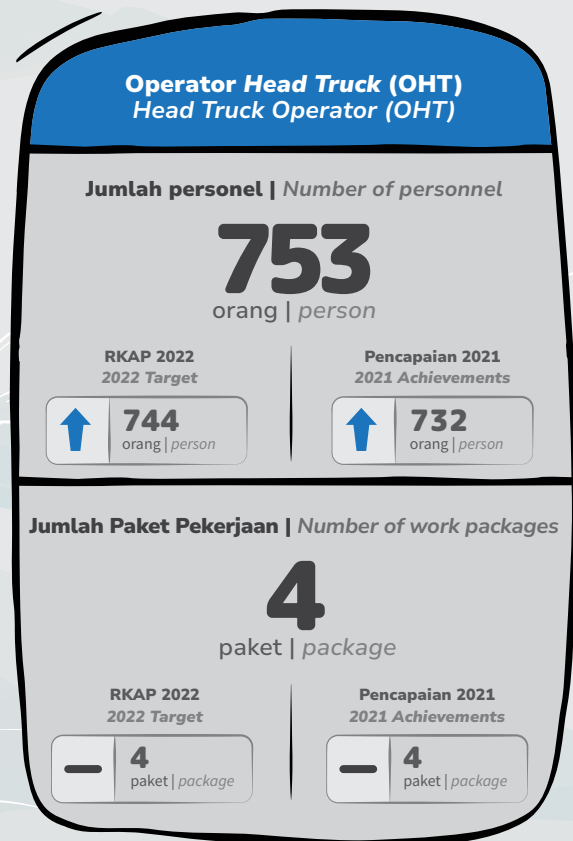 Operator Head Truck (OHT)
Head Truck Operator (OHT)
Jumlah personel | Number of personnel
753
orang | person
RKAP 2022
2022 Target
744
orang | person
Pencapaian 2021
2021 Achievements
732
orang | person
Jumlah Paket Pekerjaan | Number of work packages
4
paket | package
RKAP 2022
2022 Target
4
paket | package
Pencapaian 2021
2021 Achievements
4
paket | package